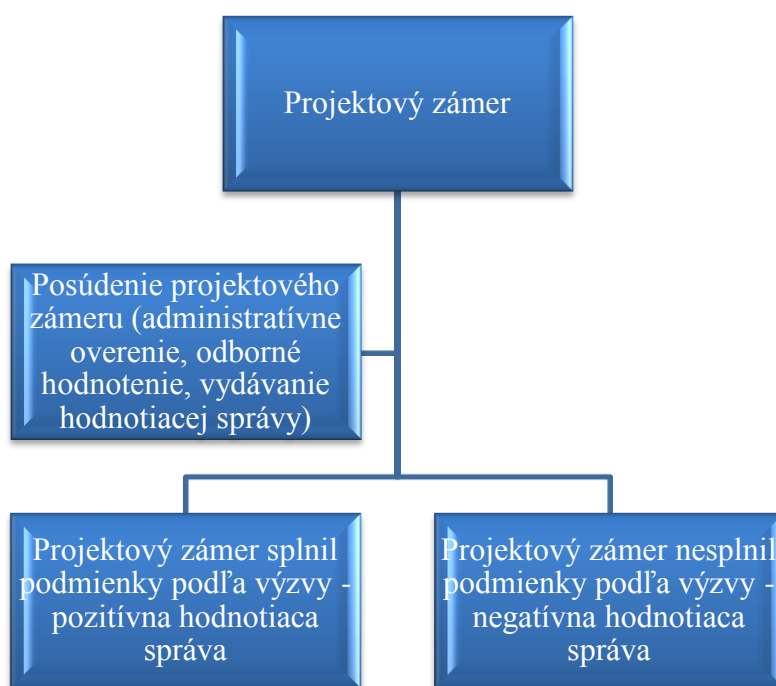 Projektový zámer
Posúdenie projektového
zámeru (administratívne
overenie, odborné
hodnotenie, vydávanie
hodnotiacej správy)
Projektový zámer splnil
podmienky podľa výzvy -
pozitívna hodnotiaca
správa
Projektový zámer nesplnil
podmienky podľa výzvy -
negatívna hodnotiaca
správa